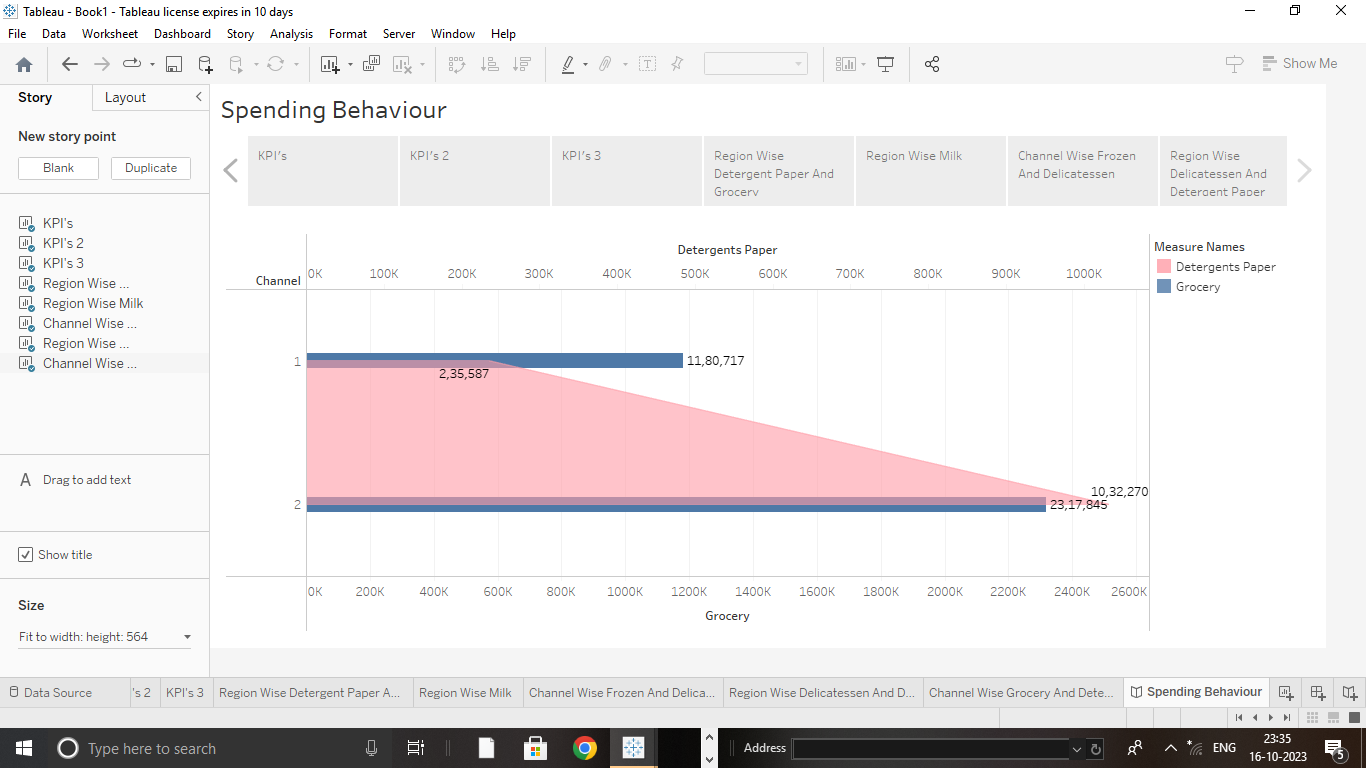 Tableau - Book1 - Tableau license expires in 10 days
File Data Worksheet Dashboard Story Analysis Format Server Window Help
Show Me
Story Layout
New story point
Blank Duplicate
KPI's
KPI's 2
KPI's 3
Region Wise ...
Region Wise Milk
Channel Wise ...
Region Wise ...
Channel Wise ...
A Drag to add text
Show title
Size
Fit to width: height: 564
Spending Behaviour
KPI's
KPI's 2
KPI's 3
Region Wise
Detergent Paper And
Grocery
Region Wise Milk
Channel Wise Frozen
And Delicatessen
Region Wise
Delicatessen And
Detergent Paper
Detergents Paper
0K 100K 200K 300K 400K 500K 600K 700K 800K 900K 1000K
Channel
1
11,80,717
2,35,587
10,32,270
2
23,17,845
0K 200K 400K 600K 800K 1000K 1200K 1400K 1600K 1800K 2000K 2200K 2400K 2600K
Grocery
Measure Names
Detergents Paper
Grocery
Data Source 's 2 KPI's 3 Region Wise Detergent Paper A... Region Wise Milk Channel Wise Frozen And Delica... Region Wise Delicatessen And D... Channel Wise Grocery And Dete... Spending Behaviour
Type here to search
Address
ENG
23:35
16-10-2023
5